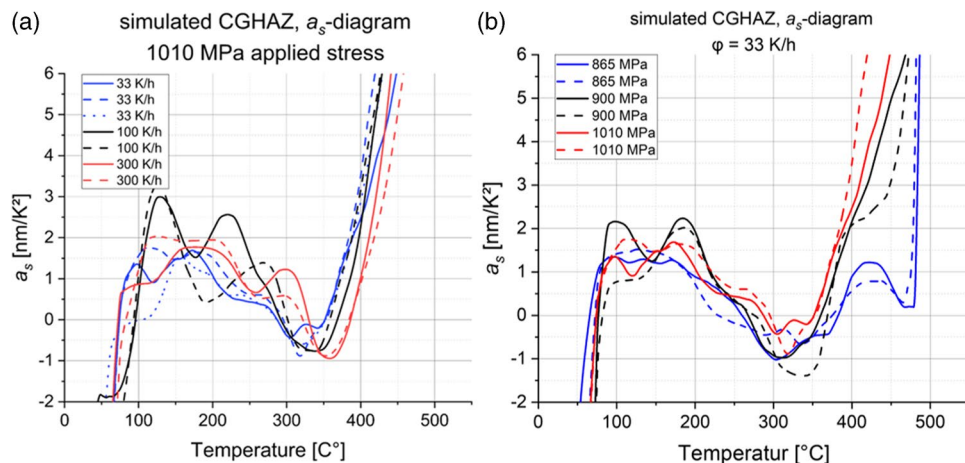 (a)
simulated CGHAZ, as-diagram
1010 MPa applied stress
6
5
4
3
2
1
0
-1
-2
as [nm/K²]
33 K/h
33 K/h
33 K/h
100 K/h
100 K/h
300 K/h
300 K/h
0
100
200
300
400
500
Temperature [C°]
(b)
simulated CGHAZ, as-diagram
φ = 33 K/h
6
5
4
3
2
1
0
-1
-2
as [nm/K²]
865 MPa
865 MPa
900 MPa
900 MPa
1010 MPa
1010 MPa
0
100
200
300
400
500
Temperatur [°C]